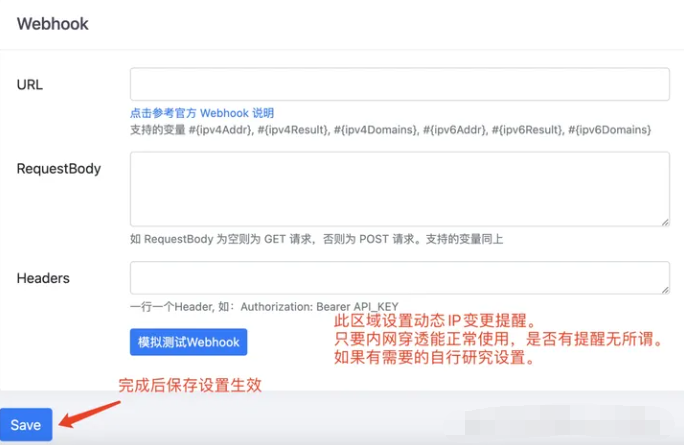 Webhook
URL
点击参考官方 Webhook 说明
支持的变量 #{ipv4Addr}, #{ipv4Result}, #{ipv4Domains}, #{ipv6Addr}, #{ipv6Result}, #{ipv6Domains}
RequestBody
如 RequestBody 为空则为 GET 请求，否则为 POST 请求。支持的变量同上
Headers
一行一个Header, 如：Authorization: Bearer API_KEY
模拟测试Webhook
此区域设置动态IP变更提醒。
只要内网穿透能正常使用，是否有提醒无所谓。
如果有需要的自行研究设置。
完成后保存设置生效
Save